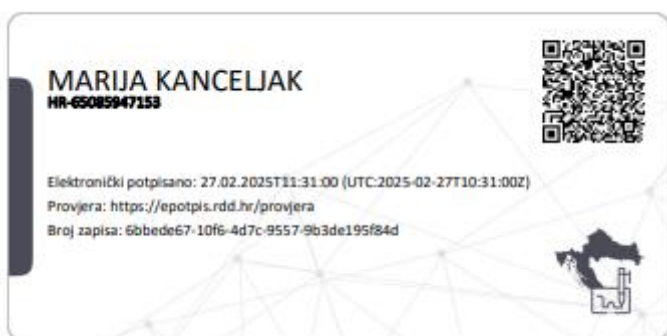 MARIJA KANCELJAK
HR-65085947153
Elektronički potpisano: 27.02.2025T11:31:00 (UTC:2025-02-27T10:31:00Z)
Provjera: https://epotpis.rdd.hr/provjera
Broj zapisa: 6bbede67-10f6-4d7c-9557-9b3de195f84d